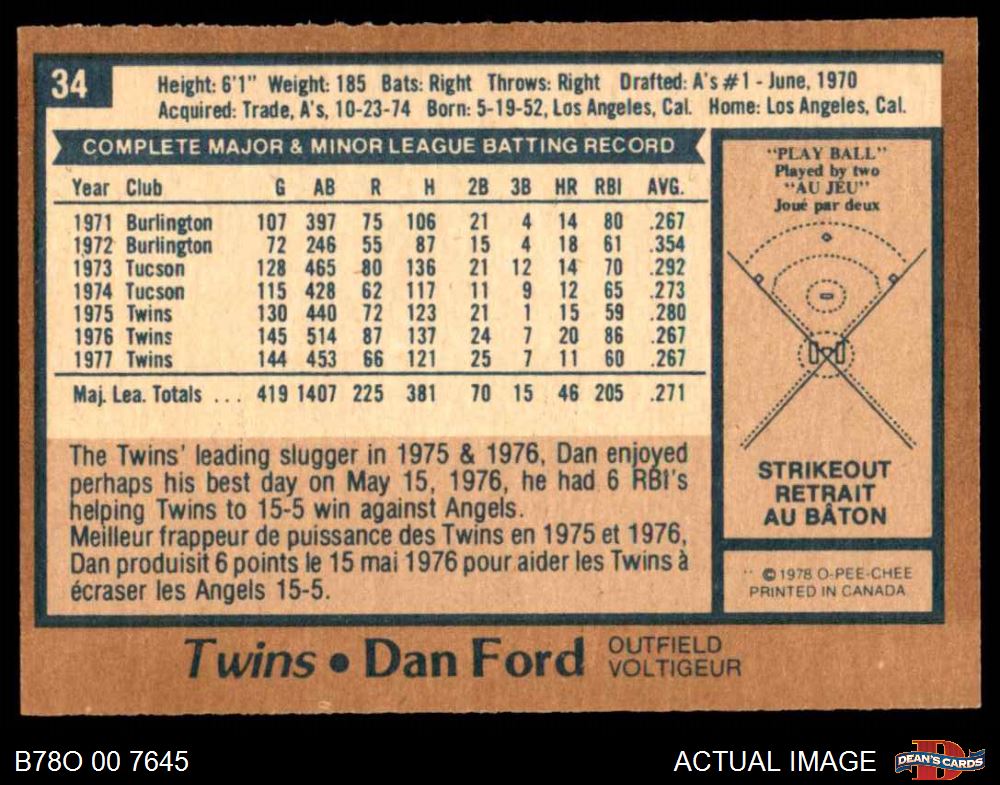 34
Height: 6'1" Weight: 185 Bats: Right Throws: Right Drafted: A's #1 - June, 1970
Acquired: Trade, A's, 10-23-74 Born: 5-19-52, Los Angeles, Cal. Home: Los Angeles, Cal.
COMPLETE MAJOR & MINOR LEAGUE BATTING RECORD
Year Club G AB R H 2B 3B HR RBI AVG.
1971 Burlington 107 397 75 106 21 4 14 80 .267
1972 Burlington 72 246 55 87 15 4 18 61 .354
1973 Tucson 128 465 80 136 21 12 14 70 .292
1974 Tucson 115 428 62 117 11 9 12 65 .273
1975 Twins 130 440 72 123 21 1 15 59 .280
1976 Twins 145 514 87 137 24 7 20 86 .267
1977 Twins 144 453 66 121 25 7 11 60 .267
Maj. Lea. Totals ... 419 1407 225 381 70 15 46 205 .271
The Twins' leading slugger in 1975 & 1976, Dan enjoyed
perhaps his best day on May 15, 1976, he had 6 RBI's
helping Twins to 15-5 win against Angels.
Meilleur frappeur de puissance des Twins en 1975 et 1976,
Dan produisit 6 points le 15 mai 1976 pour aider les Twins à
écraser les Angels 15-5.
"PLAY BALL"
Played by two
"AU JEU"
Joué par deux
STRIKEOUT
RETRAIT
AU BÂTON
© 1978 O-PEE-CHEE
PRINTED IN CANADA
Twins • Dan Ford
OUTFIELD
VOLTIGEUR
B78O 00 7645
ACTUAL IMAGE
D
DEAN'S CARDS